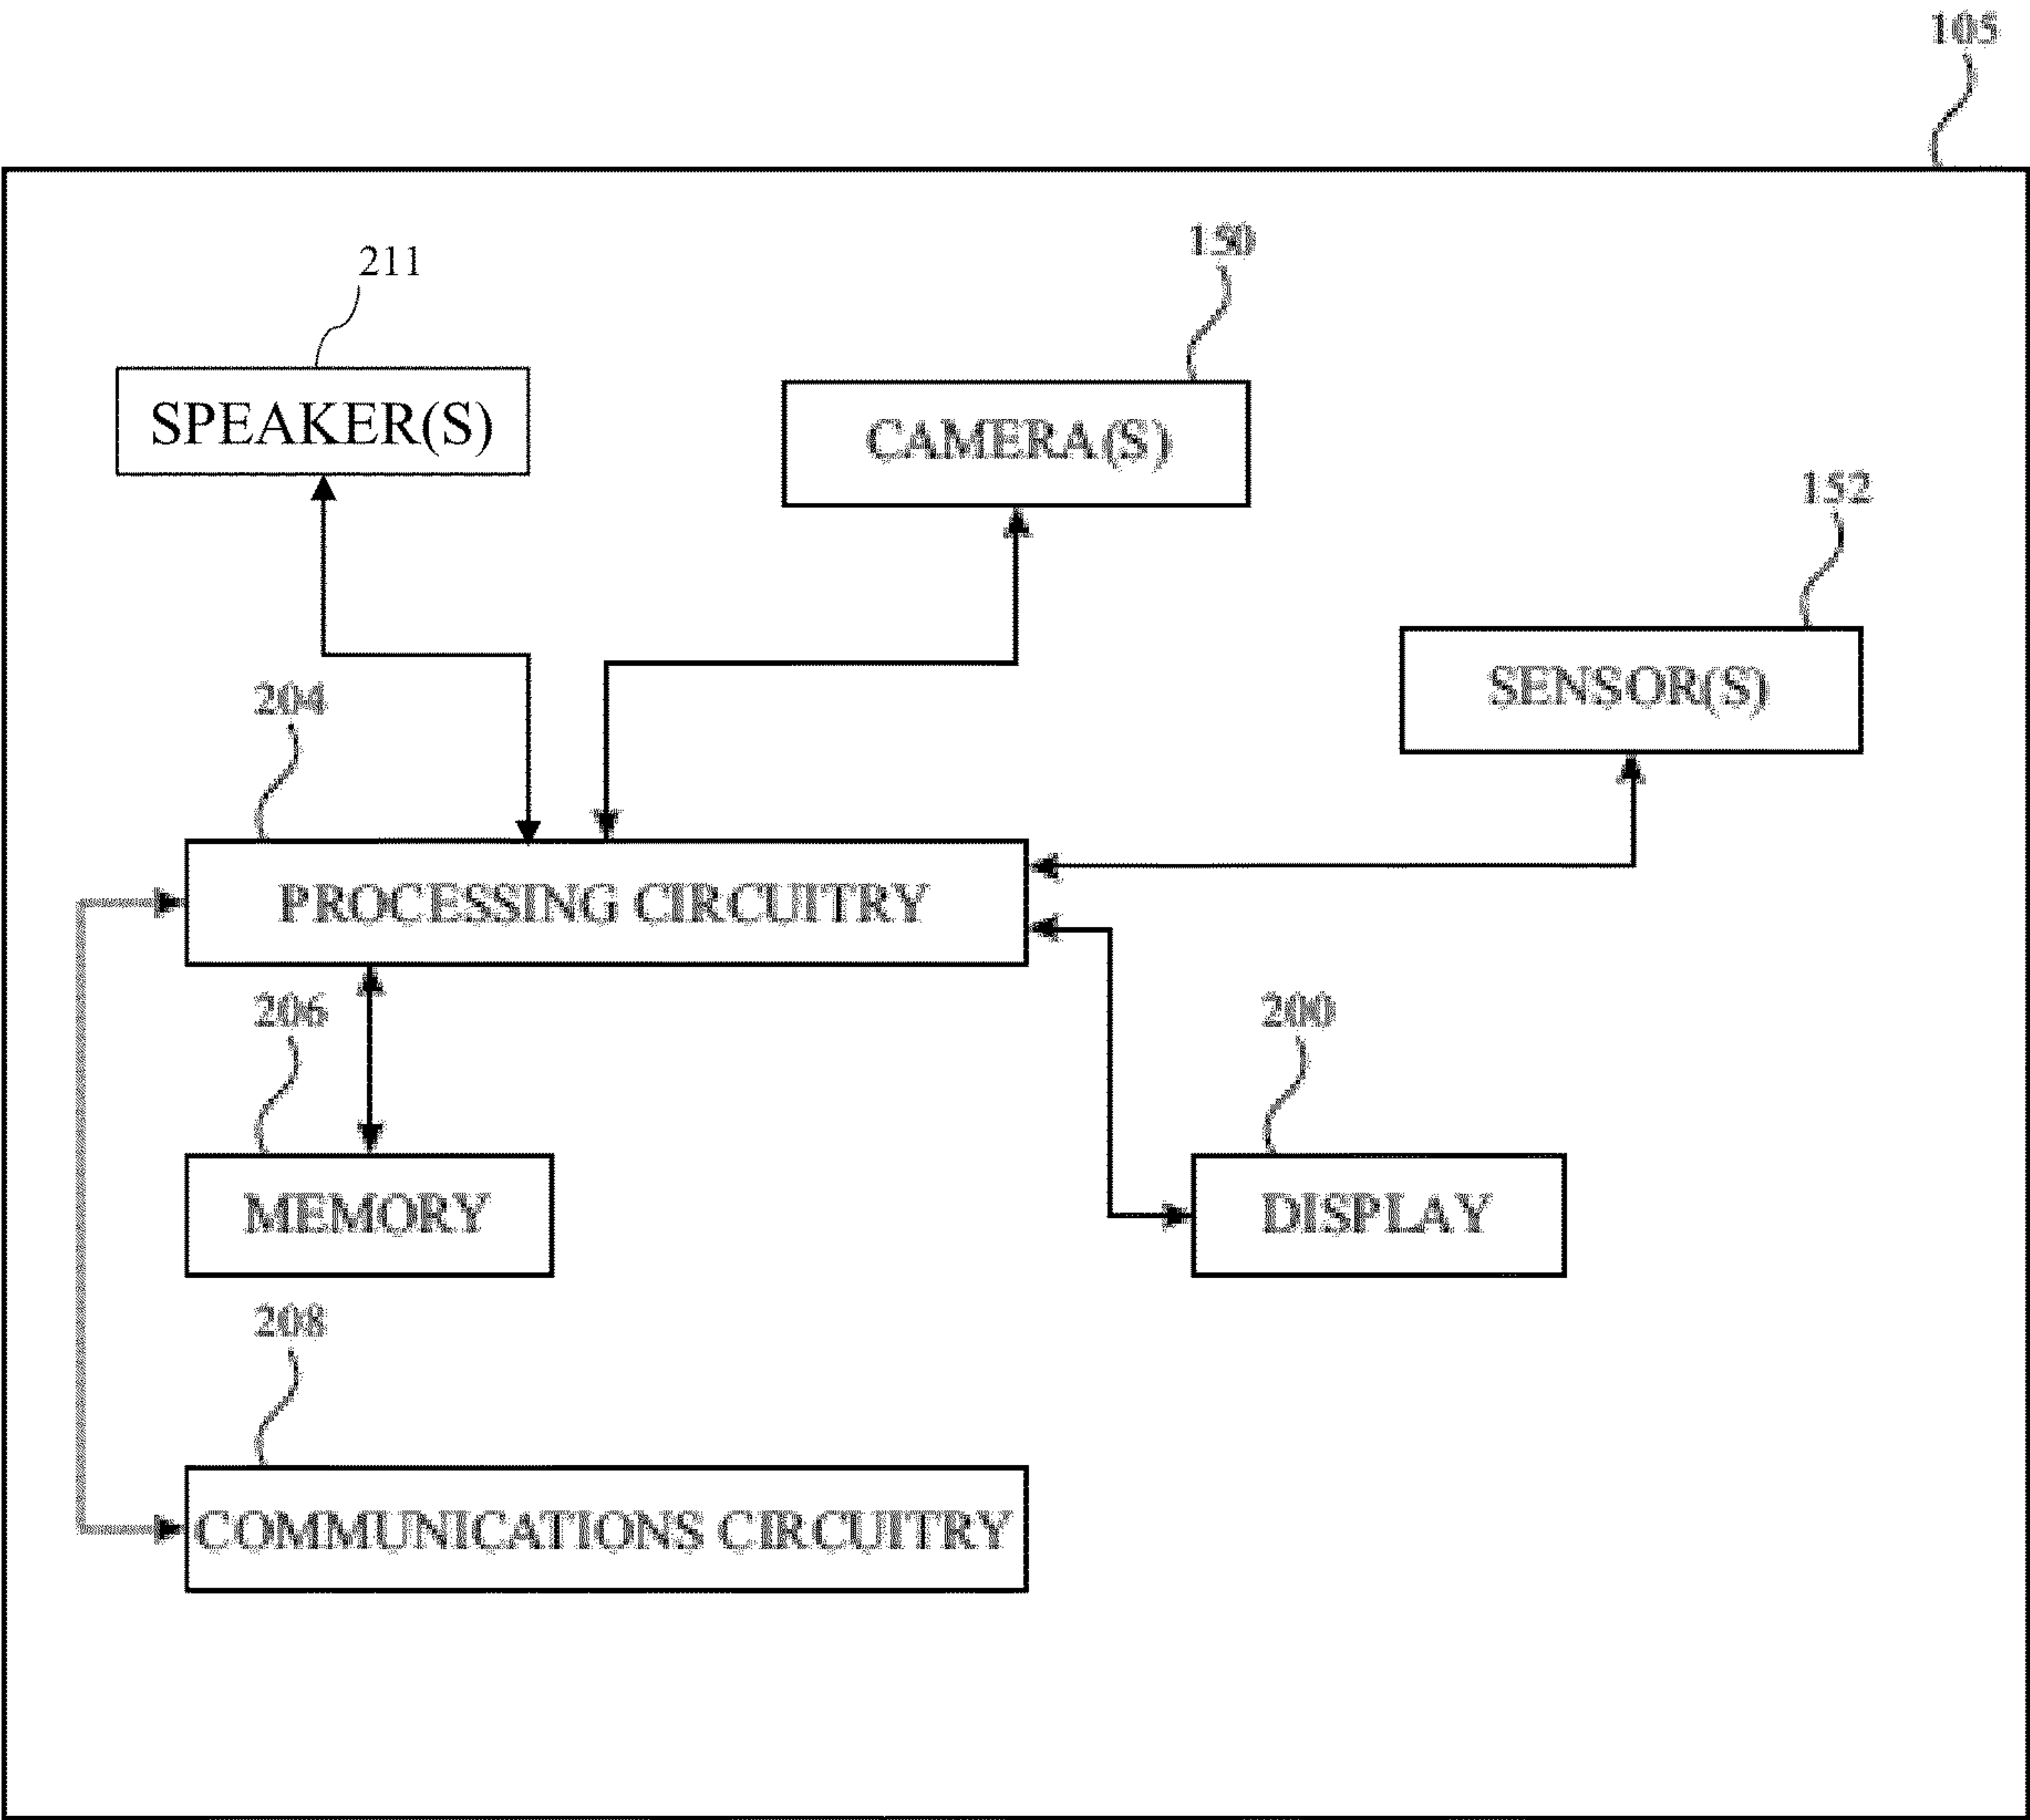 105
150
211
SPEAKER(S)
CAMERA(S)
152
SENSOR(S)
204
PROCESSING CIRCUITRY
206
200
MEMORY
DISPLAY
208
COMMUNICATIONS CIRCUITRY